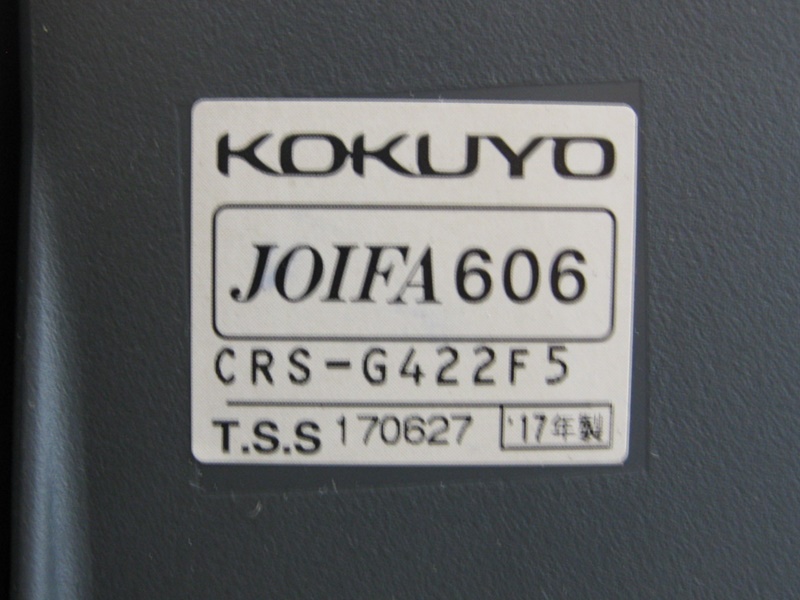 KOKUYO
JOIFA 606
CRS-G422F5
T.S.S 170627 '17年製